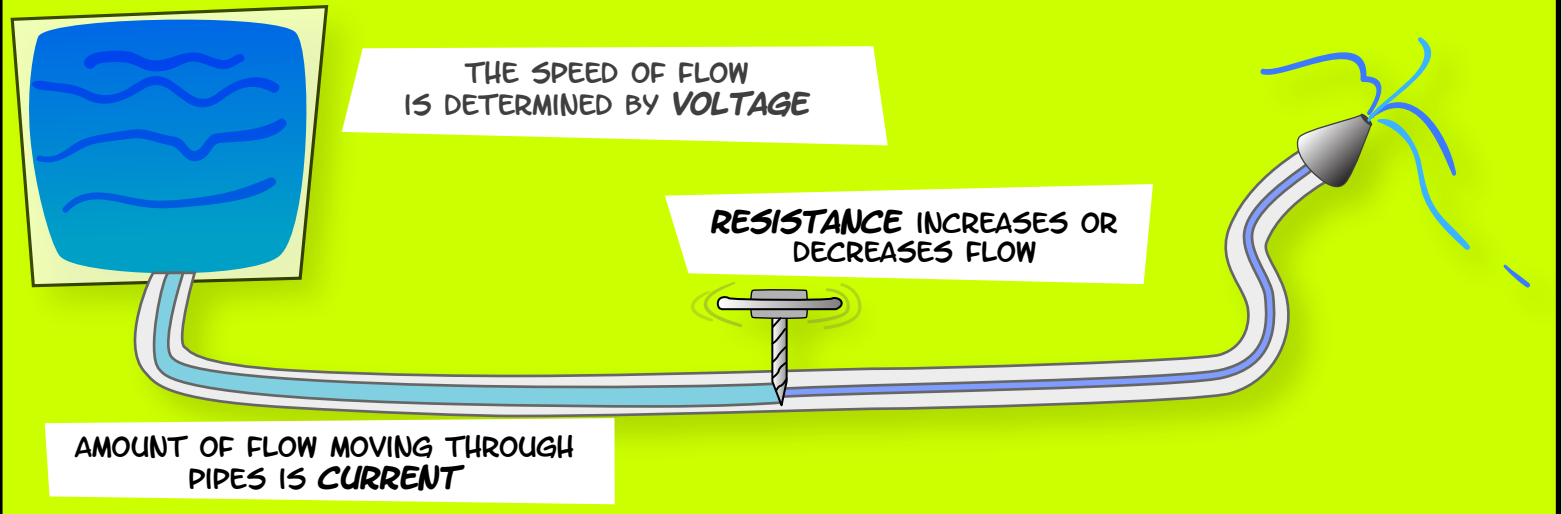 THE SPEED OF FLOW
IS DETERMINED BY VOLTAGE
RESISTANCE INCREASES OR
DECREASES FLOW
AMOUNT OF FLOW MOVING THROUGH
PIPES IS CURRENT